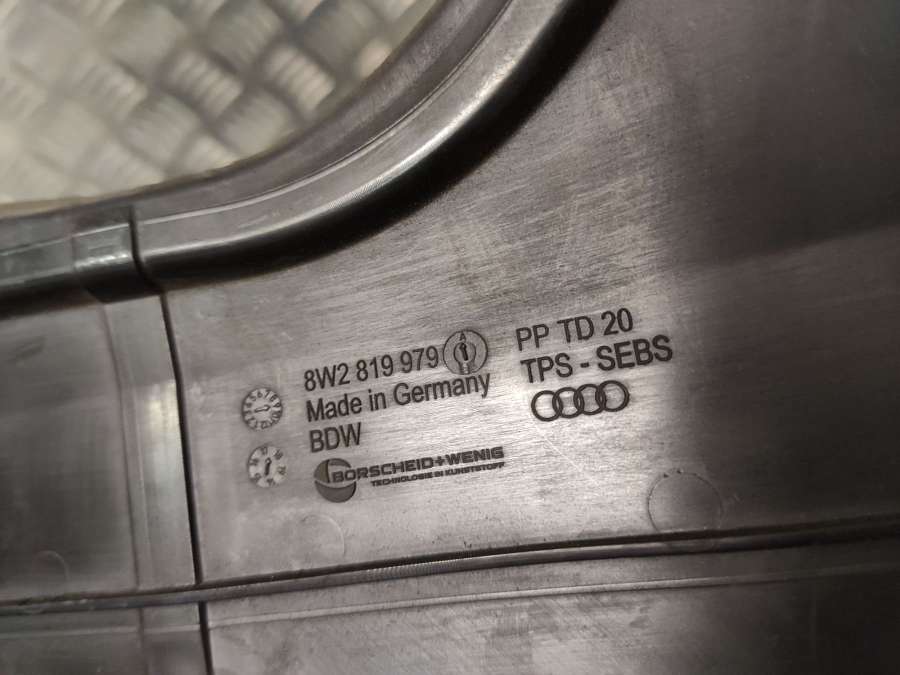 8W2 819 979 A
Made in Germany
BDW
BORSCHEID+WENIG
TECHNOLOGIE IN KUNSTSTOFF
PP TD 20
TPS - SEBS